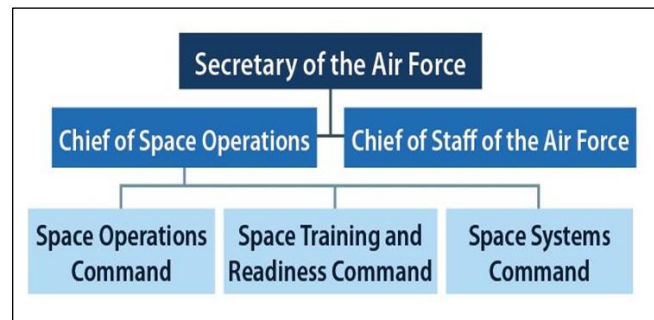 Secretary of the Air Force
Chief of Space Operations
Chief of Staff of the Air Force
Space Operations
Command
Space Training and
Readiness Command
Space Systems
Command